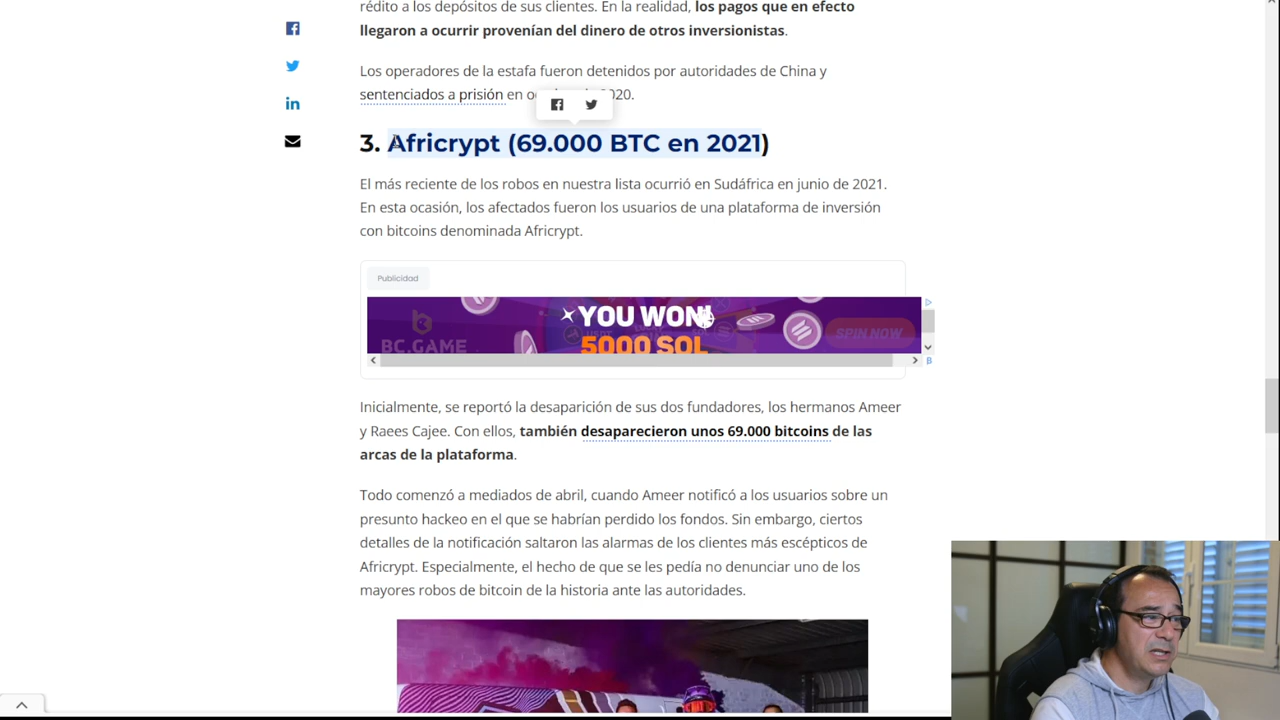 rédito a los depósitos de sus clientes. En la realidad, los pagos que en efecto
llegaron a ocurrir provenían del dinero de otros inversionistas.
Los operadores de la estafa fueron detenidos por autoridades de China y
sentenciados a prisión en 2020.
3. Africrypt (69.000 BTC en 2021)
El más reciente de los robos en nuestra lista ocurrió en Sudáfrica en junio de 2021.
En esta ocasión, los afectados fueron los usuarios de una plataforma de inversión
con bitcoins denominada Africrypt.
Publicidad
YOU WON!
BC.GAME
5000 SOL
SPIN NOW
Inicialmente, se reportó la desaparición de sus dos fundadores, los hermanos Ameer
y Raees Cajee. Con ellos, también desaparecieron unos 69.000 bitcoins de las
arcas de la plataforma.
Todo comenzó a mediados de abril, cuando Ameer notificó a los usuarios sobre un
presunto hackeo en el que se habrían perdido los fondos. Sin embargo, ciertos
detalles de la notificación saltaron las alarmas de los clientes más escépticos de
Africrypt. Especialmente, el hecho de que se les pedía no denunciar uno de los
mayores robos de bitcoin de la historia ante las autoridades.